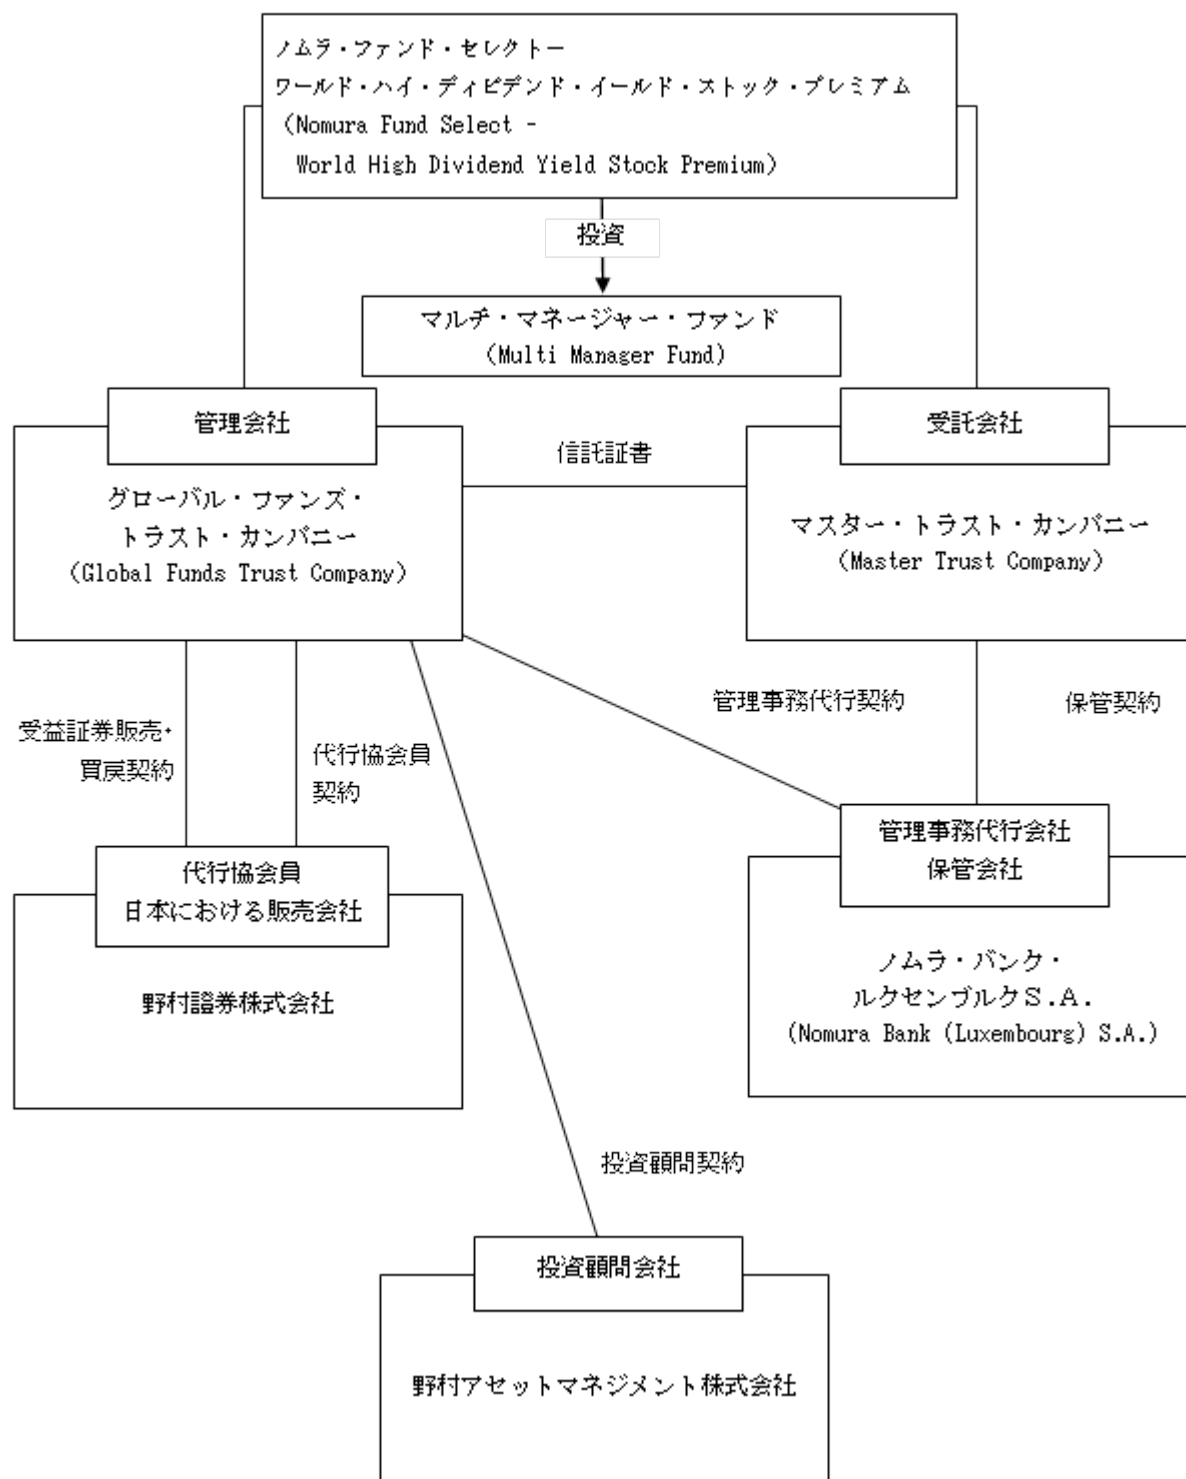 ノムラ・ファンド・セレクトー
ワールド・ハイ・ディビデンド・イールド・ストック・プレミアム
(Nomura Fund Select -
World High Dividend Yield Stock Premium)
投資
マルチ・マネージャー・ファンド
(Multi Manager Fund)
管理会社
受託会社
信託証書
グローバル・ファンズ・
トラスト・カンパニー
(Global Funds Trust Company)
マスター・トラスト・カンパニー
(Master Trust Company)
管理事務代行契約
保管契約
受益証券販売・
買戻契約
代行協会員
契約
管理事務代行会社
保管会社
代行協会員
日本における販売会社
野村證券株式会社
ノムラ・バンク・
ルクセンブルクS.A.
(Nomura Bank (Luxembourg) S.A.)
投資顧問契約
投資顧問会社
野村アセットマネジメント株式会社